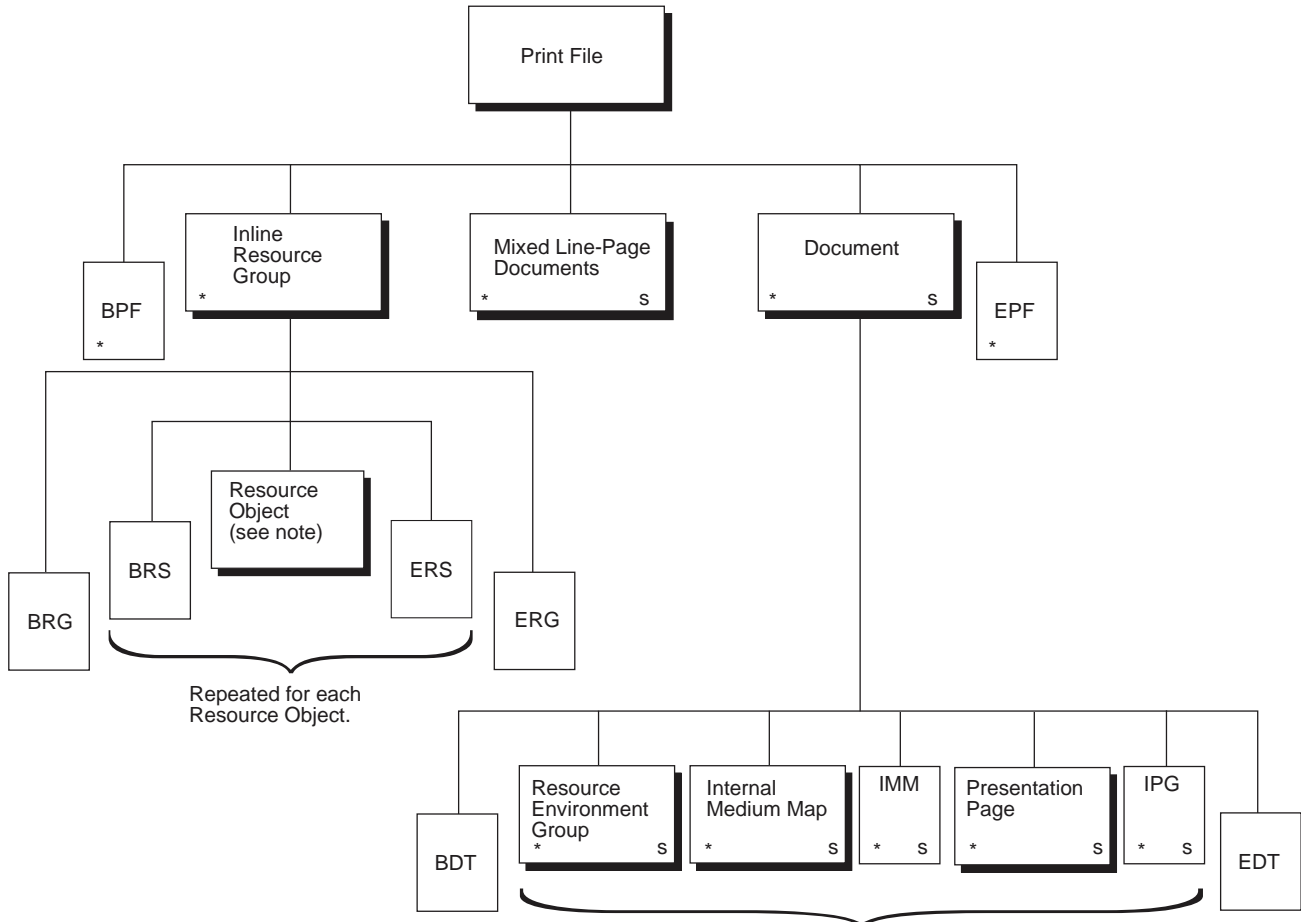 Print File
Inline
Resource
Group
*
Mixed Line-Page
Documents
* S
Document
* S
BPF
*
EPF
*
Resource
Object
(see note)
BRS
ERS
BRG
ERG
Repeated for each
Resource Object.
Resource
Environment
Group
* S
Internal
Medium Map
* S
IMM
* S
Presentation
Page
* S
IPG
* S
BDT
EDT